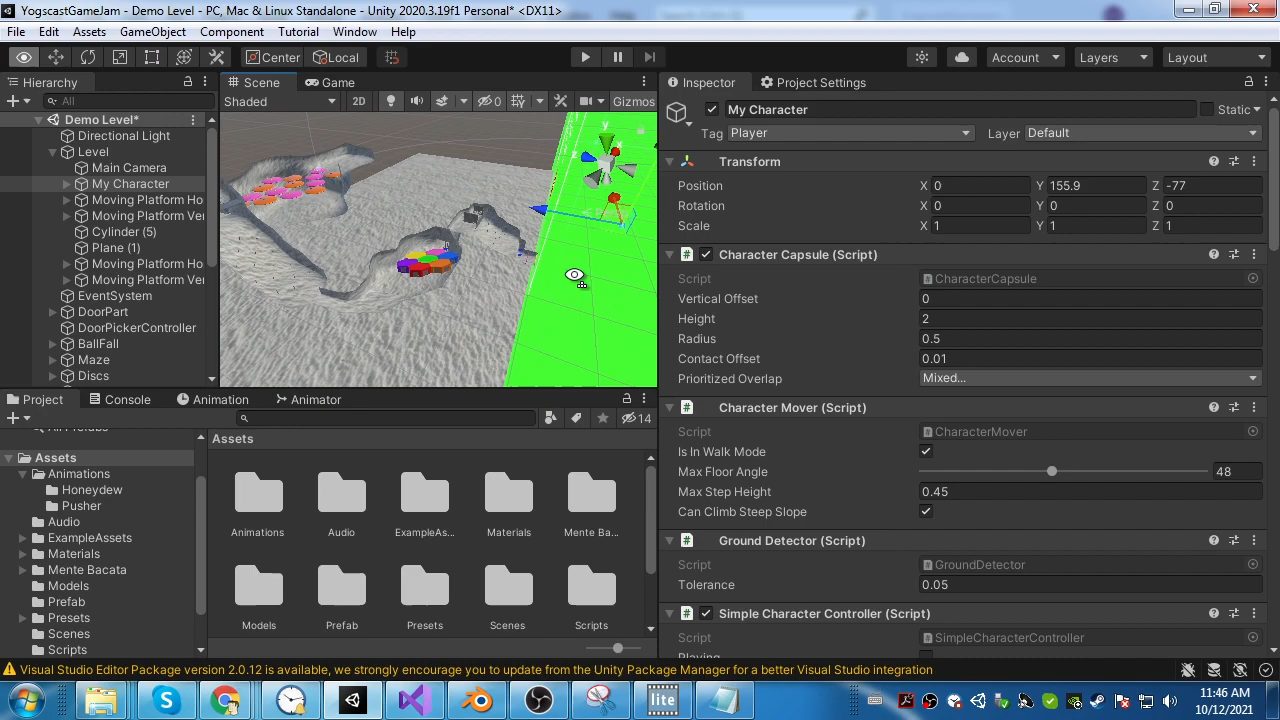 YogscastGameJam - Demo Level - PC, Mac & Linux Standalone - Unity 2020.3.19f1 Personal* <DX11>
File Edit Assets GameObject Component Tutorial Window Help
Center Local Account Layers Layout
Hierarchy Scene Game Inspector Project Settings
All Shaded 2D 0 Gizmos
My Character Static
Tag Player Layer Default
Demo Level*
Directional Light
Level
Main Camera
My Character
Moving Platform Ho
Moving Platform Ver
Cylinder (5)
Plane (1)
Moving Platform Ho
Moving Platform Ver
EventSystem
DoorPart
DoorPickerController
BallFall
Maze
Discs
y
x
z
Transform
Position X 0 Y 155.9 Z -77
Rotation X 0 Y 0 Z 0
Scale X 1 Y 1 Z 1
Character Capsule (Script)
Script CharacterCapsule
Vertical Offset 0
Height 2
Radius 0.5
Contact Offset 0.01
Prioritized Overlap Mixed...
Character Mover (Script)
Script CharacterMover
Is In Walk Mode
Max Floor Angle 48
Max Step Height 0.45
Can Climb Steep Slope
Ground Detector (Script)
Script GroundDetector
Tolerance 0.05
Simple Character Controller (Script)
Script SimpleCharacterController
Playing
Project Console Animation Animator
14
All Prefabs
Assets
Animations
Honeydew
Pusher
Audio
ExampleAssets
Materials
Mente Bacata
Models
Prefab
Presets
Scenes
Scripts
Assets
Animations Audio ExampleAs... Materials Mente Ba...
Models Prefab Presets Scenes Scripts
Visual Studio Editor Package version 2.0.12 is available, we strongly encourage you to update from the Unity Package Manager for a better Visual Studio integration
lite
11:46 AM
10/12/2021